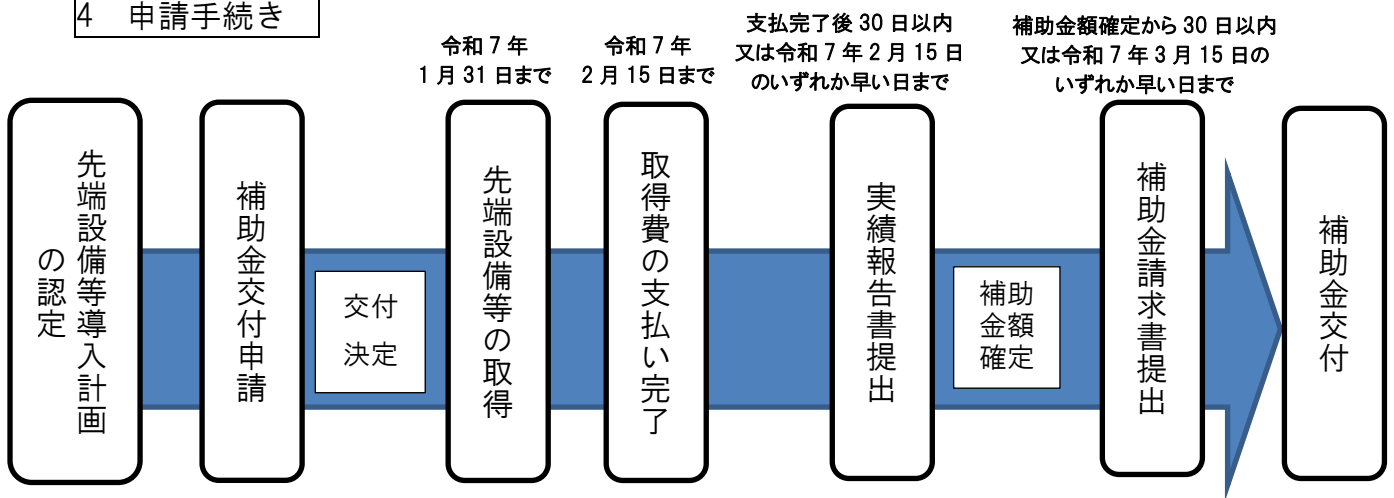 4 申請手続き
令和7年
1月31日まで
令和7年
2月15日まで
支払完了後30日以内
又は令和7年2月15日
のいずれか早い日まで
補助金額確定から30日以内
又は令和7年3月15日の
いずれか早い日まで
先端設備等導入計画
の認定
補助金交付申請
交付
決定
先端設備等の取得
取得費の支払い完了
実績報告書提出
補助
金額
確定
補助金請求書提出
補助金交付